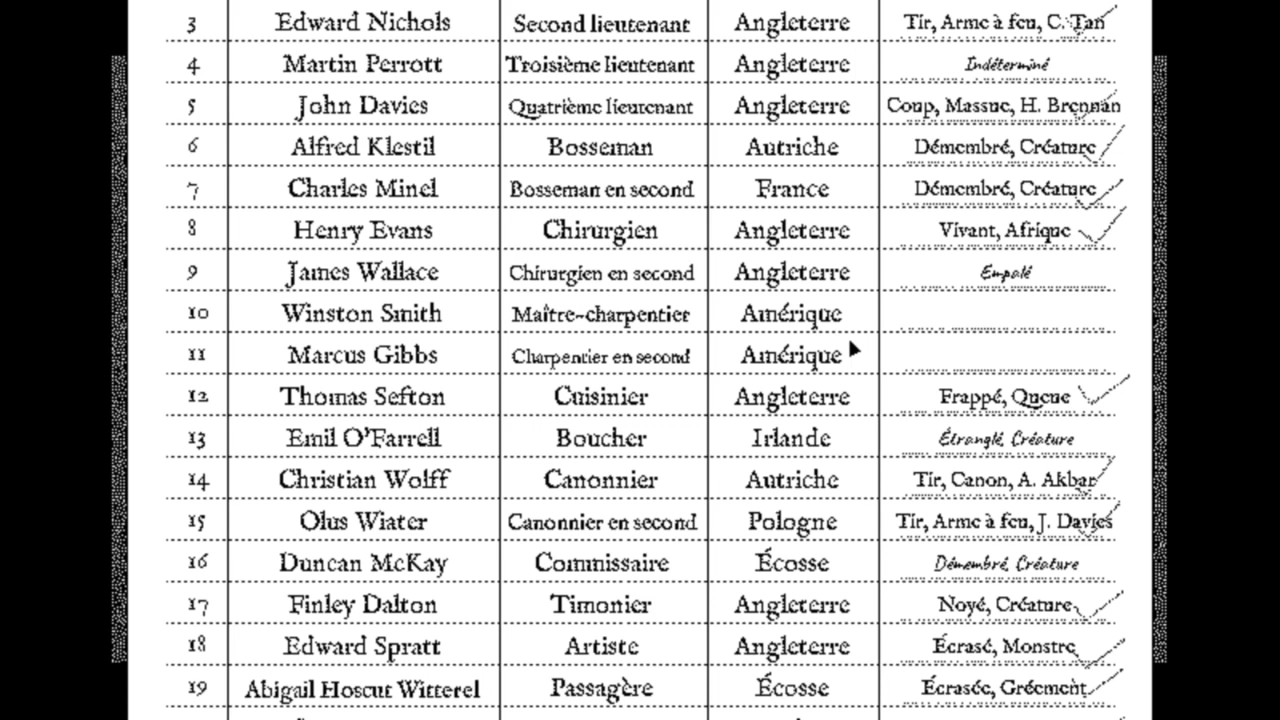 3 Edward Nichols Second lieutenant Angleterre Tir, Arme à feu, C. Tan
4 Martin Perrott Troisième lieutenant Angleterre Indéterminé
5 John Davies Quatrième lieutenant Angleterre Coup, Massue, H. Brennan
6 Alfred Klestil Bosseman Autriche Démembré, Créature
7 Charles Miner Bosseman en second France Démembré, Créature
8 Henry Evans Chirurgien Angleterre Vivant, Afrique
9 James Wallace Chirurgien en second Angleterre Empalé
10 Winston Smith Maître-charpentier Amérique
11 Marcus Gibbs Charpentier en second Amérique
12 Thomas Sefton Cuisinier Angleterre Frappé, Queue
13 Emil O'Farrell Boucher Irlande Étranglé, Créature
14 Christian Wolff Canonnier Autriche Tir, Canon, A. Akbar
15 Olus Wiater Canonnier en second Pologne Tir, Arme à feu, J. Davies
16 Duncan McKay Commissaire Écosse Démembré, Créature
17 Finley Dalton Timonier Angleterre Noyé, Créature
18 Edward Spratt Artiste Angleterre Écrasé, Monstre
19 Abigail Hoscut Witterel Passagère Écosse Écrasée, Gréement